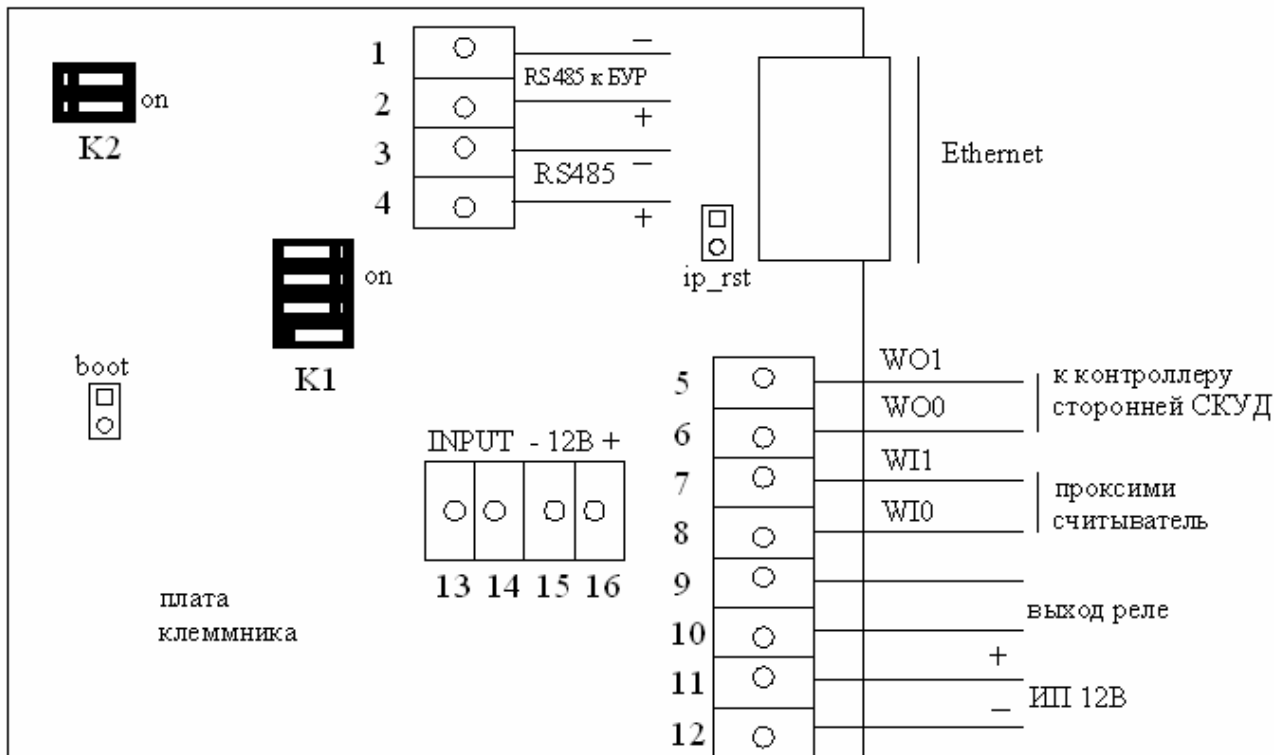 1
−
RS485 к БУР
2
+
on
К2
3
−
RS485
4
+
Ethernet
ip_rst
on
К1
boot
5
WO1
к контроллеру
сторонней СКУД
WO0
6
WI1
7
проксими
считыватель
WI0
8
INPUT - 12В +
13 14 15 16
9
выход реле
10
+
11
− ИП 12В
12
плата
клеммника